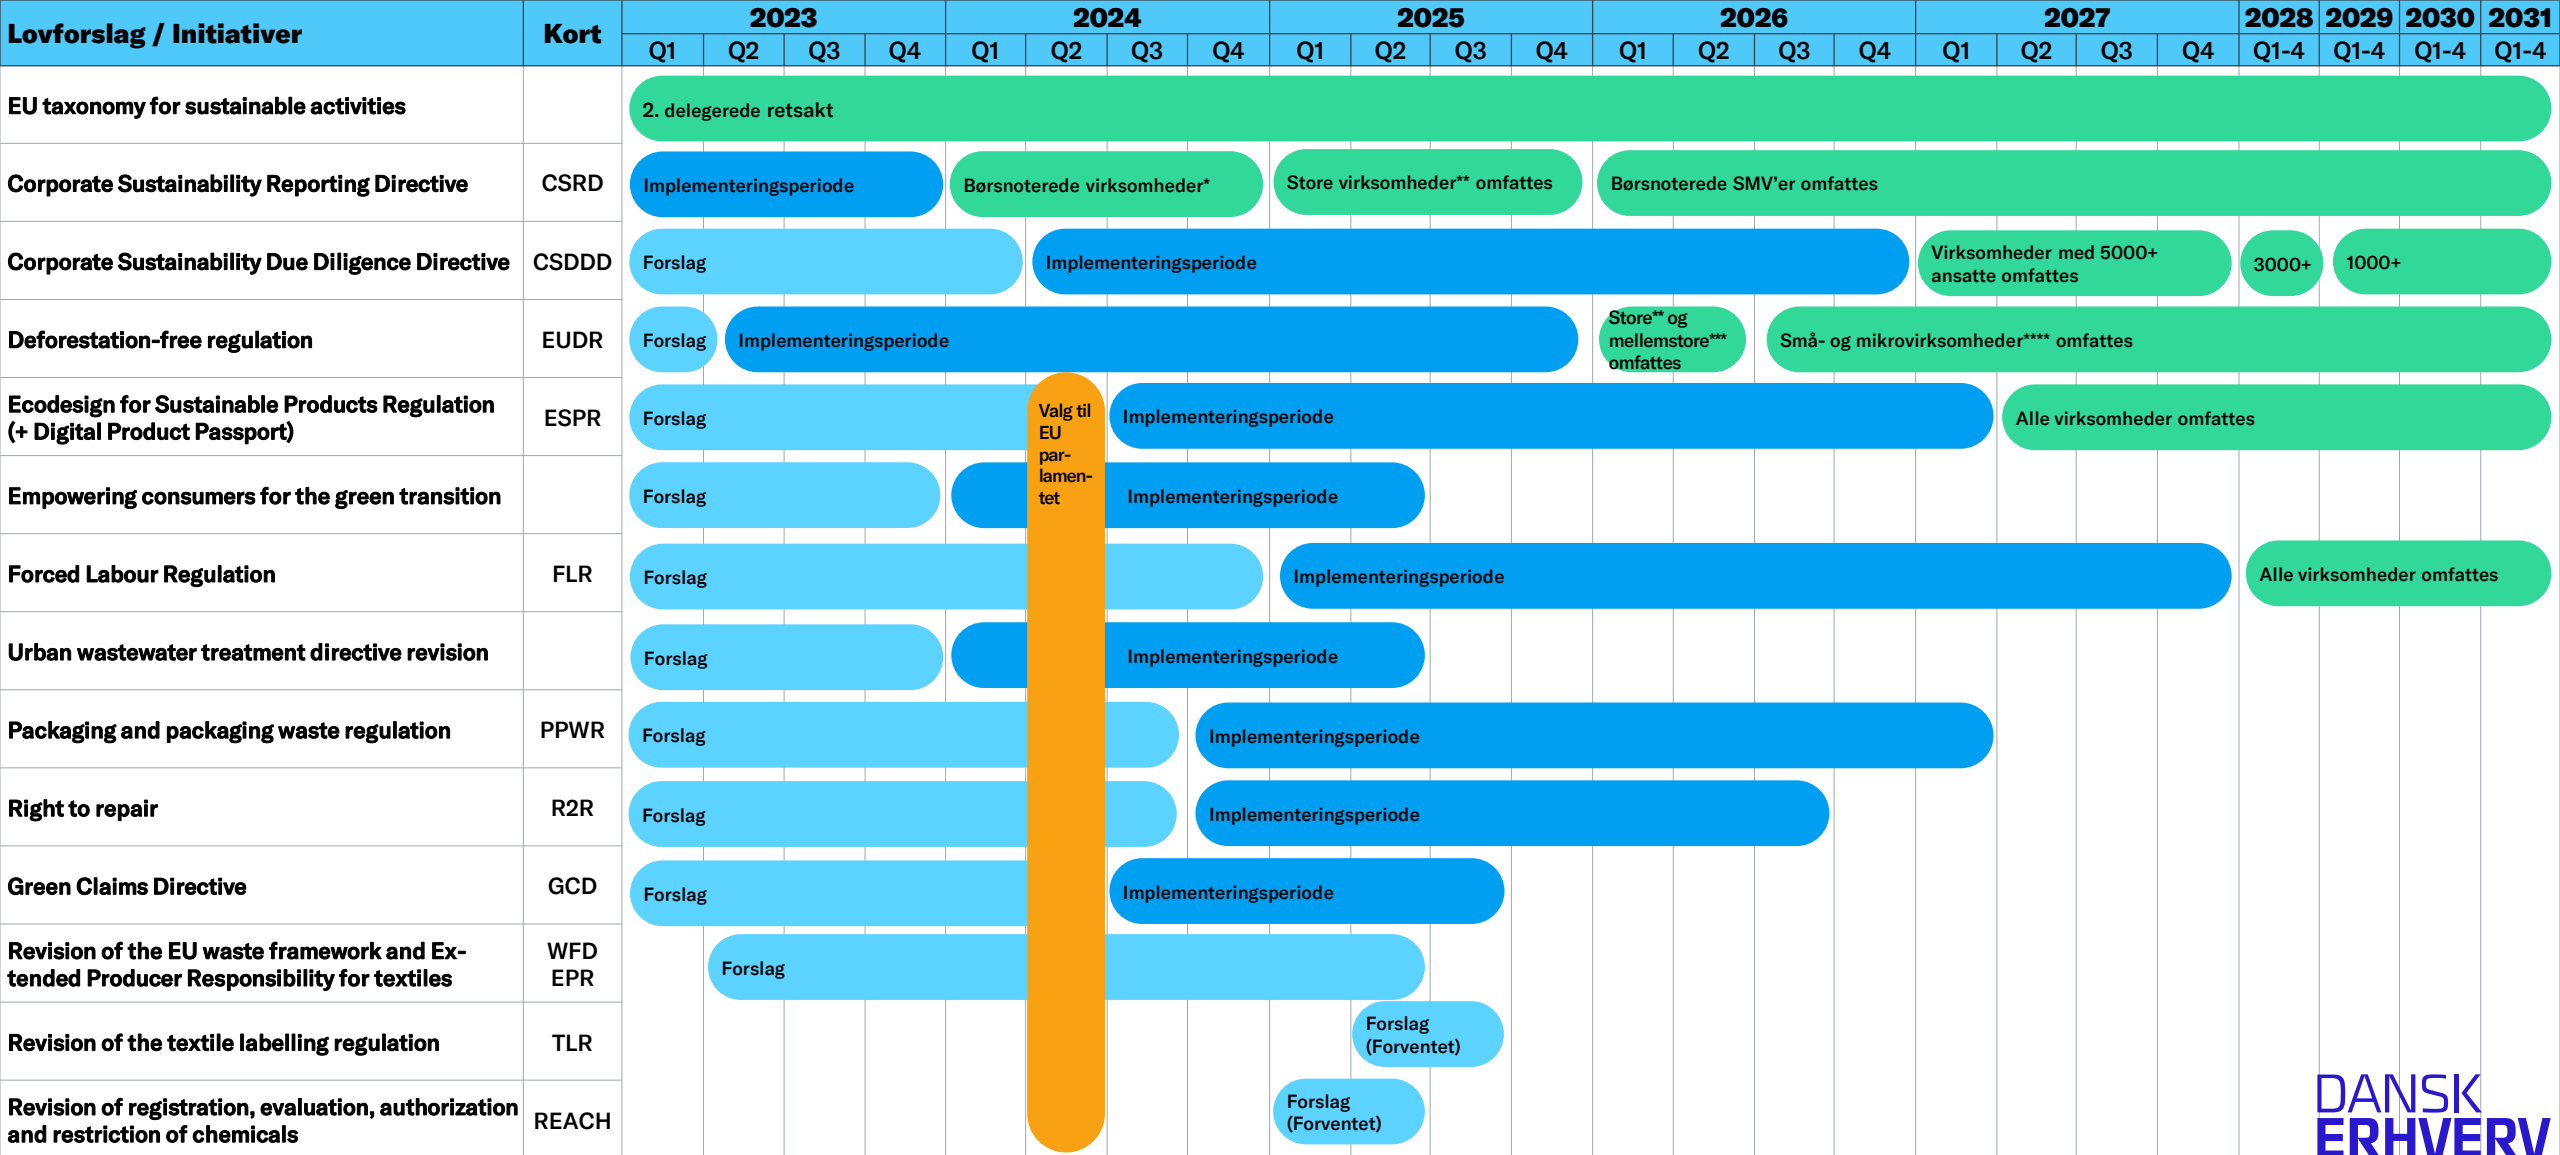 Lovforslag / Initiativer Kort 2023 2024 2025 2026 2027 2028 2029 2030 2031
Q1 Q2 Q3 Q4 Q1 Q2 Q3 Q4 Q1 Q2 Q3 Q4 Q1 Q2 Q3 Q4 Q1 Q2 Q3 Q4 Q1-4 Q1-4 Q1-4 Q1-4
EU taxonomy for sustainable activities
2. delegerede retsakt
Corporate Sustainability Reporting Directive
CSRD
Implementeringsperiode
Børsnoterede virksomheder*
Store virksomheder** omfattes
Børsnoterede SMV’er omfattes
Corporate Sustainability Due Diligence Directive
CSDDD
Forslag
Implementeringsperiode
Virksomheder med 5000+
ansatte omfattes
3000+
1000+
Deforestation-free regulation
EUDR
Forslag
Implementeringsperiode
Store** og
mellemstore***
omfattes
Små- og mikrovirksomheder**** omfattes
Ecodesign for Sustainable Products Regulation
(+ Digital Product Passport)
ESPR
Forslag
Valg til
EU
par-
lamen-
tet
Implementeringsperiode
Alle virksomheder omfattes
Empowering consumers for the green transition
Forslag
Implementeringsperiode
Forced Labour Regulation
FLR
Forslag
Implementeringsperiode
Alle virksomheder omfattes
Urban wastewater treatment directive revision
Forslag
Implementeringsperiode
Packaging and packaging waste regulation
PPWR
Forslag
Implementeringsperiode
Right to repair
R2R
Forslag
Implementeringsperiode
Green Claims Directive
GCD
Forslag
Implementeringsperiode
Revision of the EU waste framework and Ex-
tended Producer Responsibility for textiles
WFD
EPR
Forslag
Revision of the textile labelling regulation
TLR
Forslag
(Forventet)
Revision of registration, evaluation, authorization
and restriction of chemicals
REACH
Forslag
(Forventet)
DANSK
ERHVERV